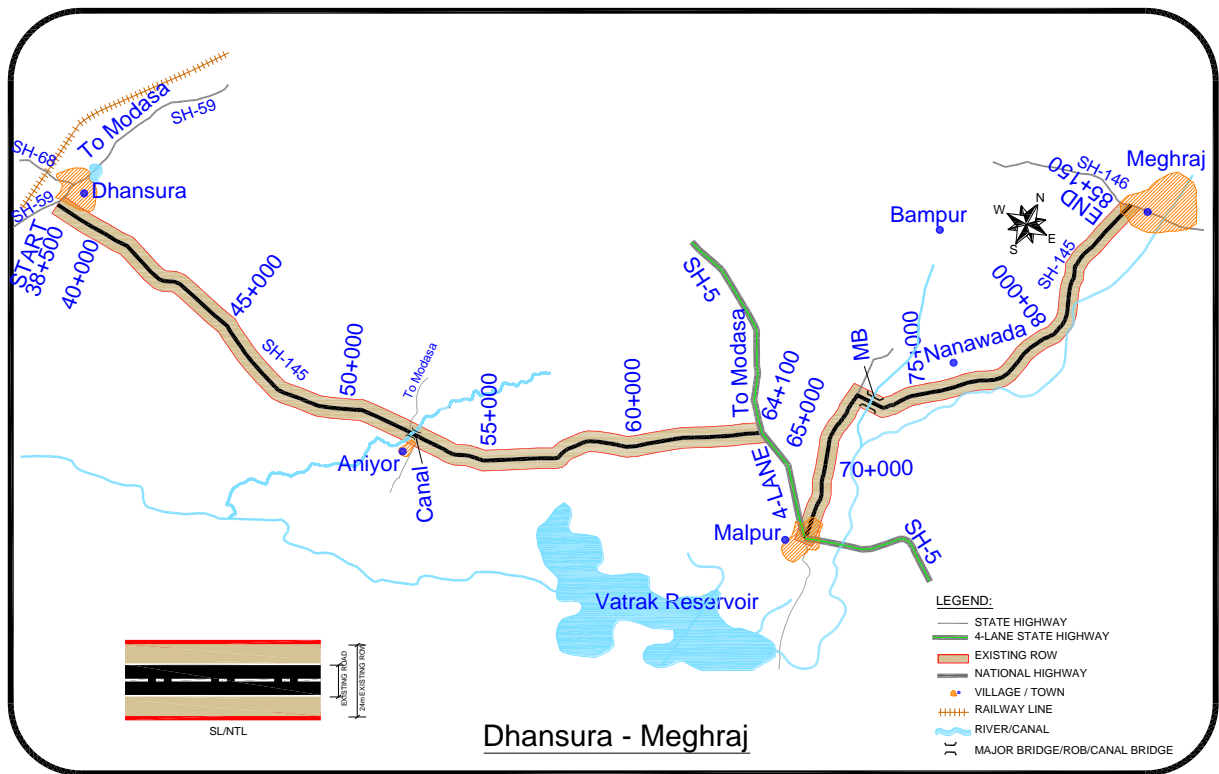 To Modasa
SH-59
SH-68
Dhansura
SH-59
START
38+500
40+000
45+000
SH-145
50+000
To Modasa
Aniyor
Canal
55+000
60+000
SH-5
To Modasa
64+100
65+000
4-LANE
Malpur
70+000
SH-5
MB
75+000
Nanawada
Bampur
N
W
E
S
80+000
SH-145
END
85+150
SH-146
Meghraj
Vatrak Reservoir
EXISTING ROAD
24m EXISTING ROW
SL/NTL
Dhansura - Meghraj
LEGEND:
STATE HIGHWAY
4-LANE STATE HIGHWAY
EXISTING ROW
NATIONAL HIGHWAY
VILLAGE / TOWN
RAILWAY LINE
RIVER/CANAL
MAJOR BRIDGE/ROB/CANAL BRIDGE